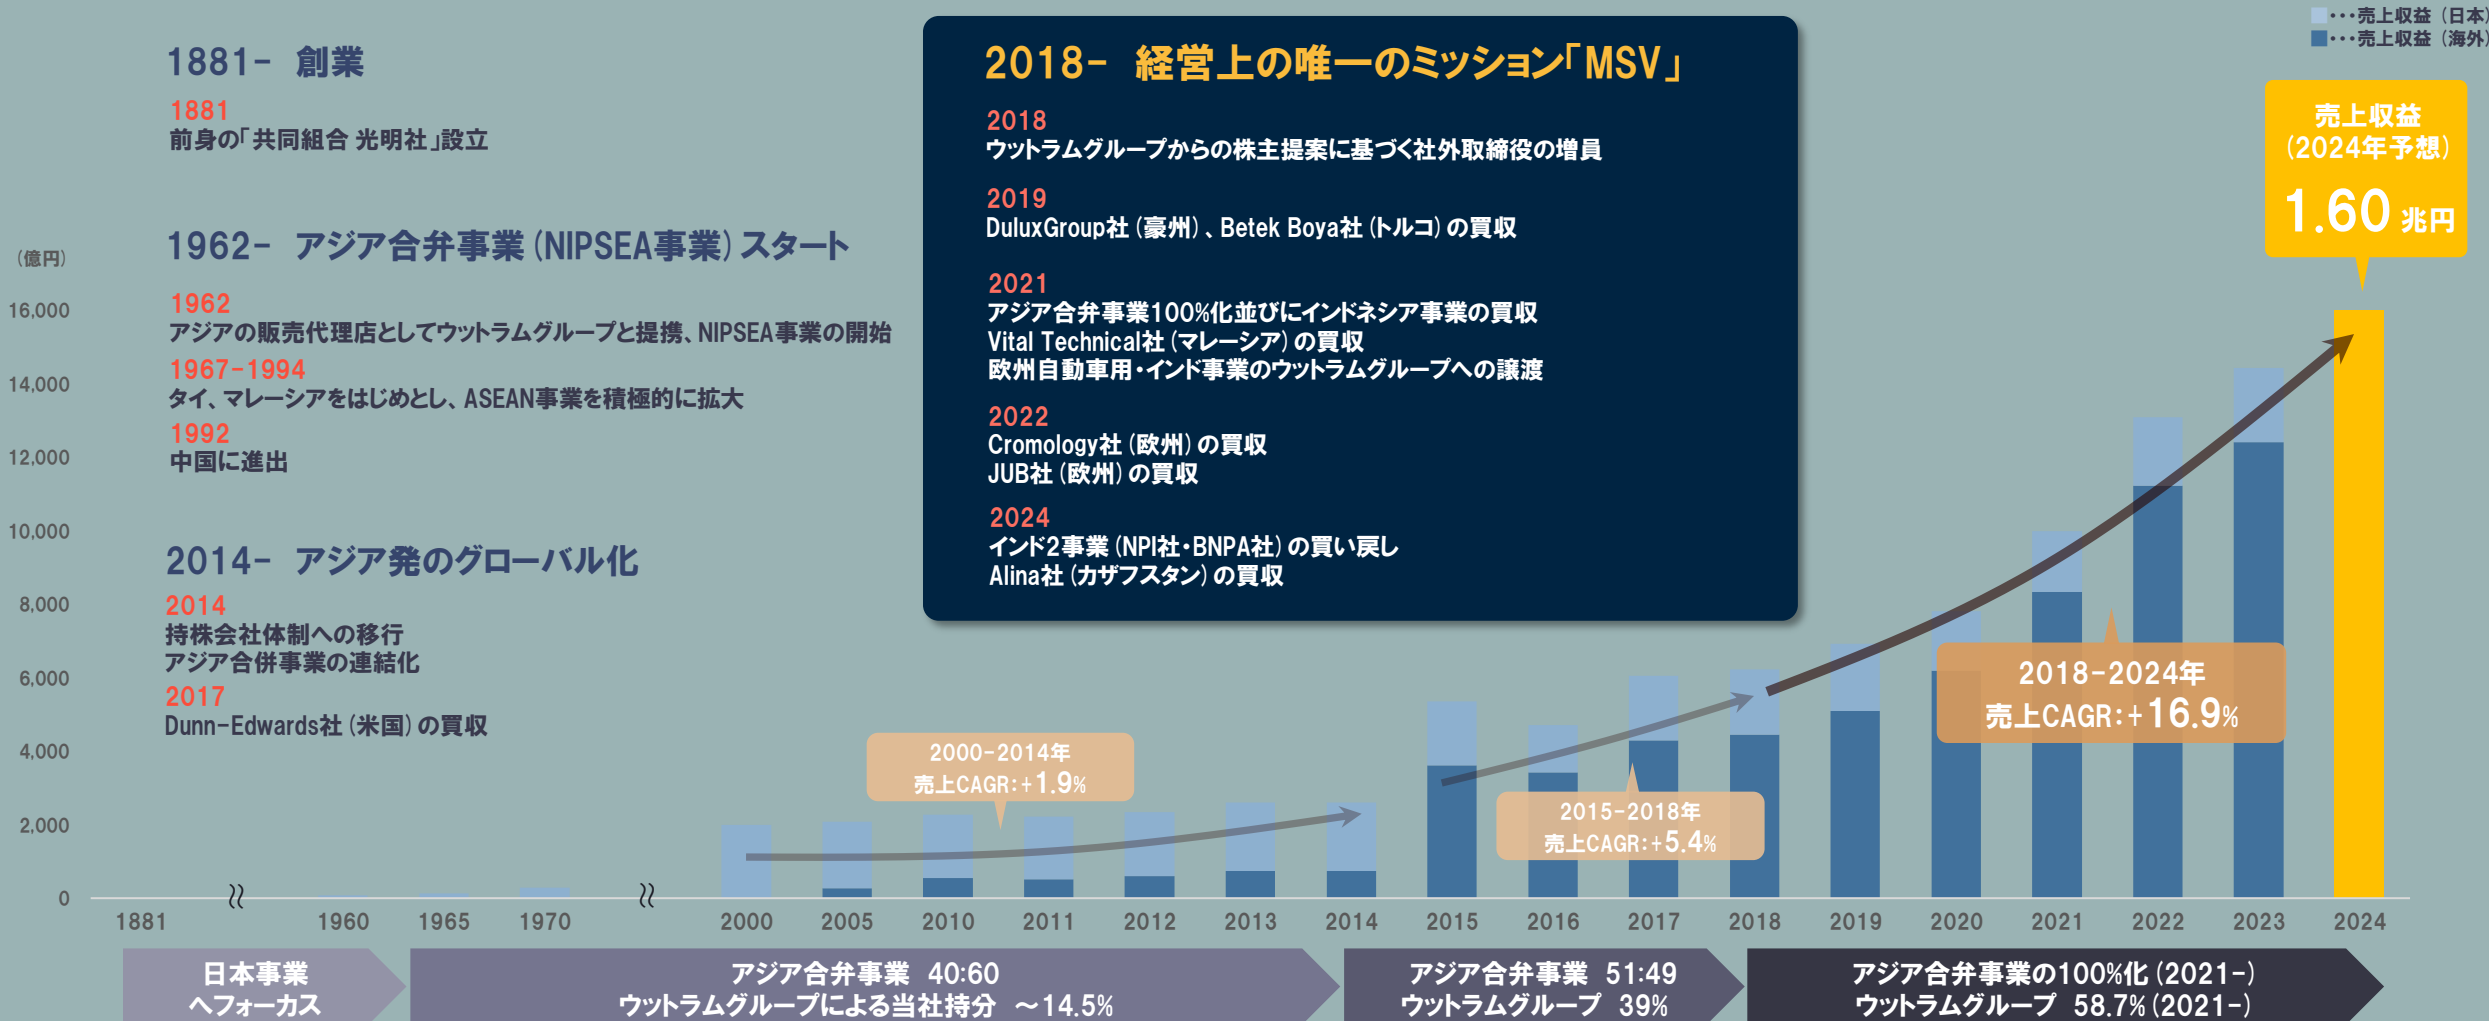 ■･･･売上収益（日本）
■･･･売上収益（海外）
1881- 創業
1881
前身の「共同組合 光明社」設立
1962- アジア合弁事業（NIPSEA事業）スタート
1962
アジアの販売代理店としてウットラムグループと提携、NIPSEA事業の開始
1967-1994
タイ、マレーシアをはじめとし、ASEAN事業を積極的に拡大
1992
中国に進出
2014- アジア発のグローバル化
2014
持株会社体制への移行
アジア合併事業の連結化
2017
Dunn-Edwards社（米国）の買収
2018- 経営上の唯一のミッション「MSV」
2018
ウットラムグループからの株主提案に基づく社外取締役の増員
2019
DuluxGroup社（豪州）、Betek Boya社（トルコ）の買収
2021
アジア合弁事業100%化並びにインドネシア事業の買収
Vital Technical社（マレーシア）の買収
欧州自動車用・インド事業のウットラムグループへの譲渡
2022
Cromology社（欧州）の買収
JUB社（欧州）の買収
2024
インド2事業（NPI社・BNPA社）の買い戻し
Alina社（カザフスタン）の買収
売上収益
（2024年予想）
1.60 兆円
（億円）
16,000
14,000
12,000
10,000
8,000
6,000
4,000
2,000
0
2000-2014年
売上CAGR：+1.9%
2015-2018年
売上CAGR：+5.4%
2018-2024年
売上CAGR：+16.9%
1881 1960 1965 1970 2000 2005 2010 2011 2012 2013 2014 2015 2016 2017 2018 2019 2020 2021 2022 2023 2024
日本事業
へフォーカス
アジア合弁事業 40:60
ウットラムグループによる当社持分 ～14.5%
アジア合弁事業 51:49
ウットラムグループ 39%
アジア合弁事業の100%化（2021-）
ウットラムグループ 58.7%（2021-）